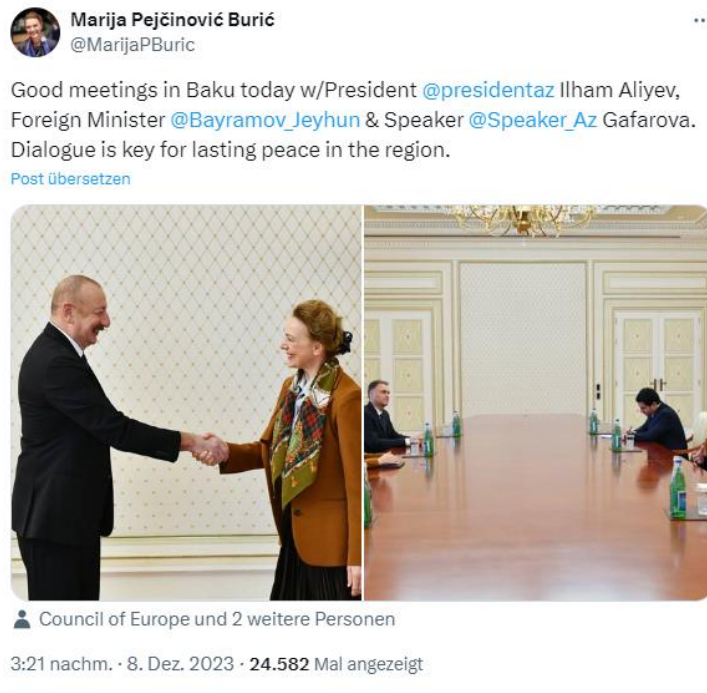 Marija Pejčinović Burić
@MarijaPBuric
Good meetings in Baku today w/President @presidentaz Ilham Aliyev,
Foreign Minister @Bayramov_Jeyhun & Speaker @Speaker_Az Gafarova.
Dialogue is key for lasting peace in the region.
Post übersetzen
Council of Europe und 2 weitere Personen
3:21 nachm. · 8. Dez. 2023 · 24.582 Mal angezeigt